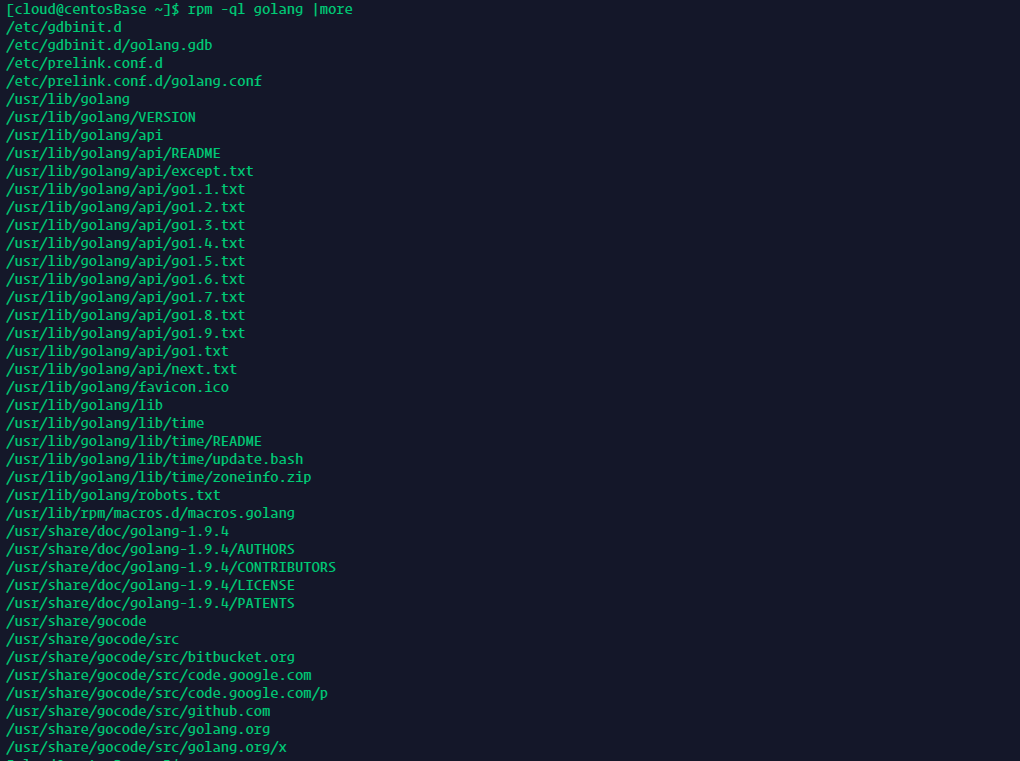 [cloud@centosBase ~]$ rpm -ql golang |more
/etc/gdbinit.d
/etc/gdbinit.d/golang.gdb
/etc/prelink.conf.d
/etc/prelink.conf.d/golang.conf
/usr/lib/golang
/usr/lib/golang/VERSION
/usr/lib/golang/api
/usr/lib/golang/api/README
/usr/lib/golang/api/except.txt
/usr/lib/golang/api/go1.1.txt
/usr/lib/golang/api/go1.2.txt
/usr/lib/golang/api/go1.3.txt
/usr/lib/golang/api/go1.4.txt
/usr/lib/golang/api/go1.5.txt
/usr/lib/golang/api/go1.6.txt
/usr/lib/golang/api/go1.7.txt
/usr/lib/golang/api/go1.8.txt
/usr/lib/golang/api/go1.9.txt
/usr/lib/golang/api/go1.txt
/usr/lib/golang/api/next.txt
/usr/lib/golang/favicon.ico
/usr/lib/golang/lib
/usr/lib/golang/lib/time
/usr/lib/golang/lib/time/README
/usr/lib/golang/lib/time/update.bash
/usr/lib/golang/lib/time/zoneinfo.zip
/usr/lib/golang/robots.txt
/usr/lib/rpm/macros.d/macros.golang
/usr/share/doc/golang-1.9.4
/usr/share/doc/golang-1.9.4/AUTHORS
/usr/share/doc/golang-1.9.4/CONTRIBUTORS
/usr/share/doc/golang-1.9.4/LICENSE
/usr/share/doc/golang-1.9.4/PATENTS
/usr/share/gocode
/usr/share/gocode/src
/usr/share/gocode/src/bitbucket.org
/usr/share/gocode/src/code.google.com
/usr/share/gocode/src/code.google.com/p
/usr/share/gocode/src/github.com
/usr/share/gocode/src/golang.org
/usr/share/gocode/src/golang.org/x